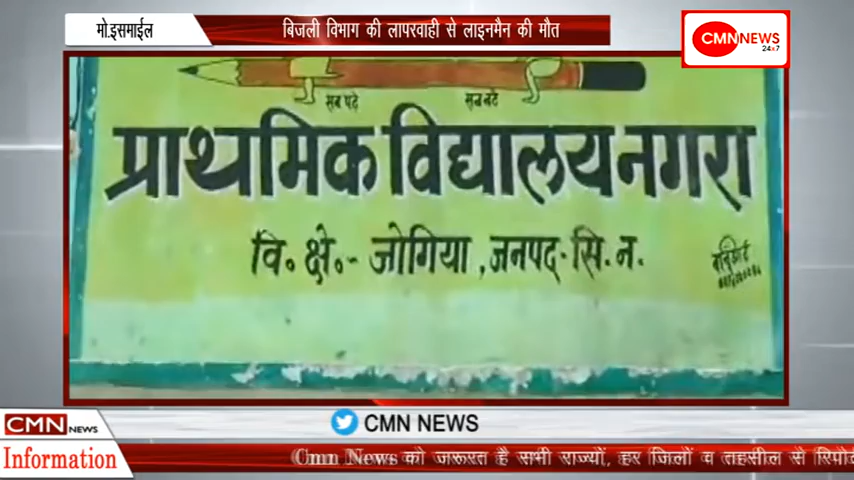 मो.इसमाईल
बिजली विभाग की लापरवाही से लाइनमैन की मौत
CMN NEWS
24x7
सब पढ़े
सब बढ़े
प्राथमिक विद्यालय नगरा
वि॰ क्षे॰- जोगिया, जनपद- सि. न.
CMN NEWS
CMN NEWS
Information
Cmn News को जरूरत है सभी राज्यों, हर जिलों व तहसील से